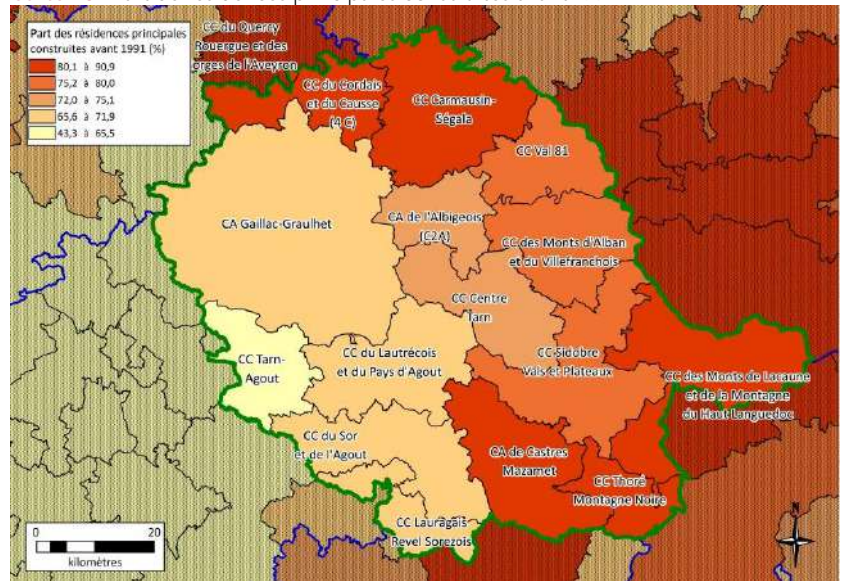 Part des résidences principales
construites avant 1991 (%)
80,1 à 90,9
75,2 à 80,0
72,0 à 75,1
65,6 à 71,9
43,3 à 65,5
CC du Quercy
Rouergue et des
Gorges de l'Aveyron
CC du Cordais
et du Causse
(4 C)
CC Carmausin-
Ségala
CC Val 81
CA Gaillac-Graulhet
CA de l'Albigeois
(C2A)
CC des Monts d'Alban
et du Villefranchois
CC Centre
Tarn
CC Tarn-
Agout
CC du Lautrécois
et du Pays d'Agout
CC Sidobre
Vals et Plateaux
CC des Monts de Lacaune
et de la Montagne
du Haut Languedoc
CC du Sor
et de l'Agout
CA de Castres
Mazamet
CC Thoré
Montagne Noire
CC Lauragais
Revel Sorezois
0 20
kilomètres
N